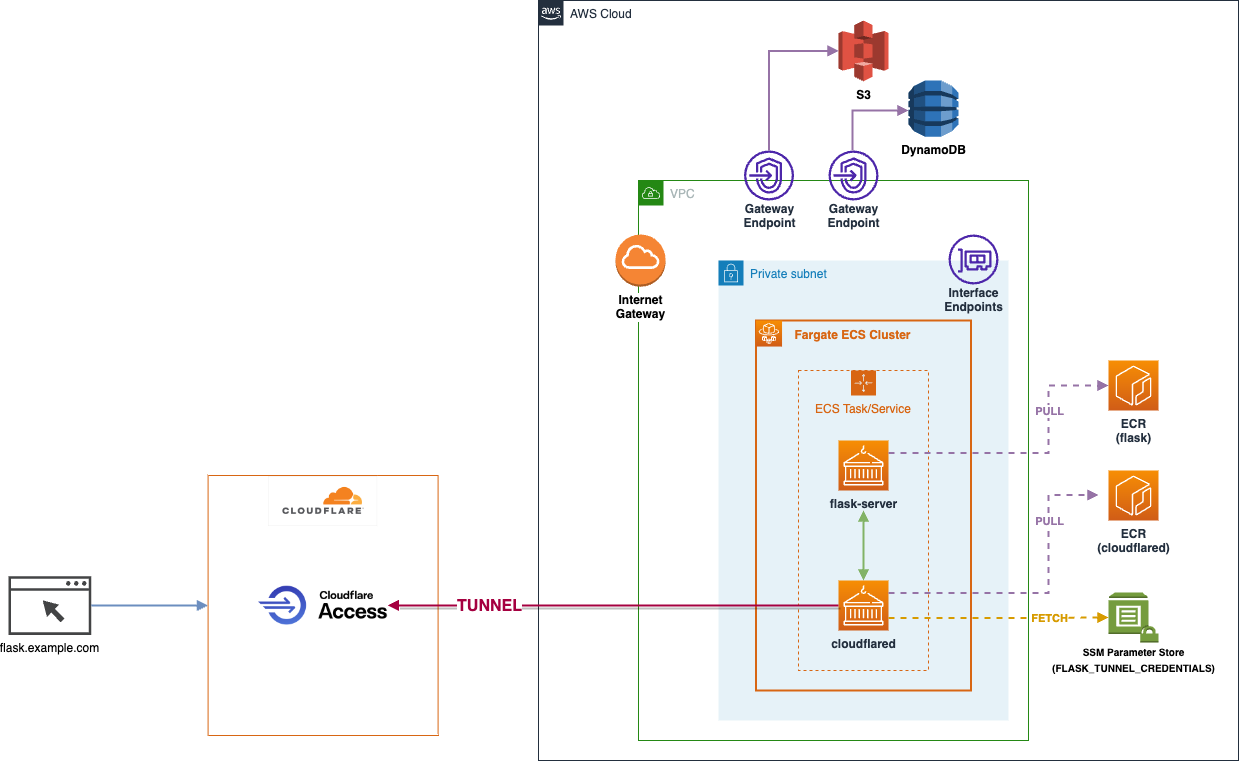 aws
AWS Cloud
S3
DynamoDB
VPC
Gateway
Endpoint
Gateway
Endpoint
Internet
Gateway
Private subnet
Interface
Endpoints
Fargate ECS Cluster
ECS Task/Service
PULL
ECR
(flask)
flask-server
CLOUDFLARE
PULL
ECR
(cloudflared)
Cloudflare
Access
TUNNEL
cloudflared
FETCH
flask.example.com
SSM Parameter Store
(FLASK_TUNNEL_CREDENTIALS)